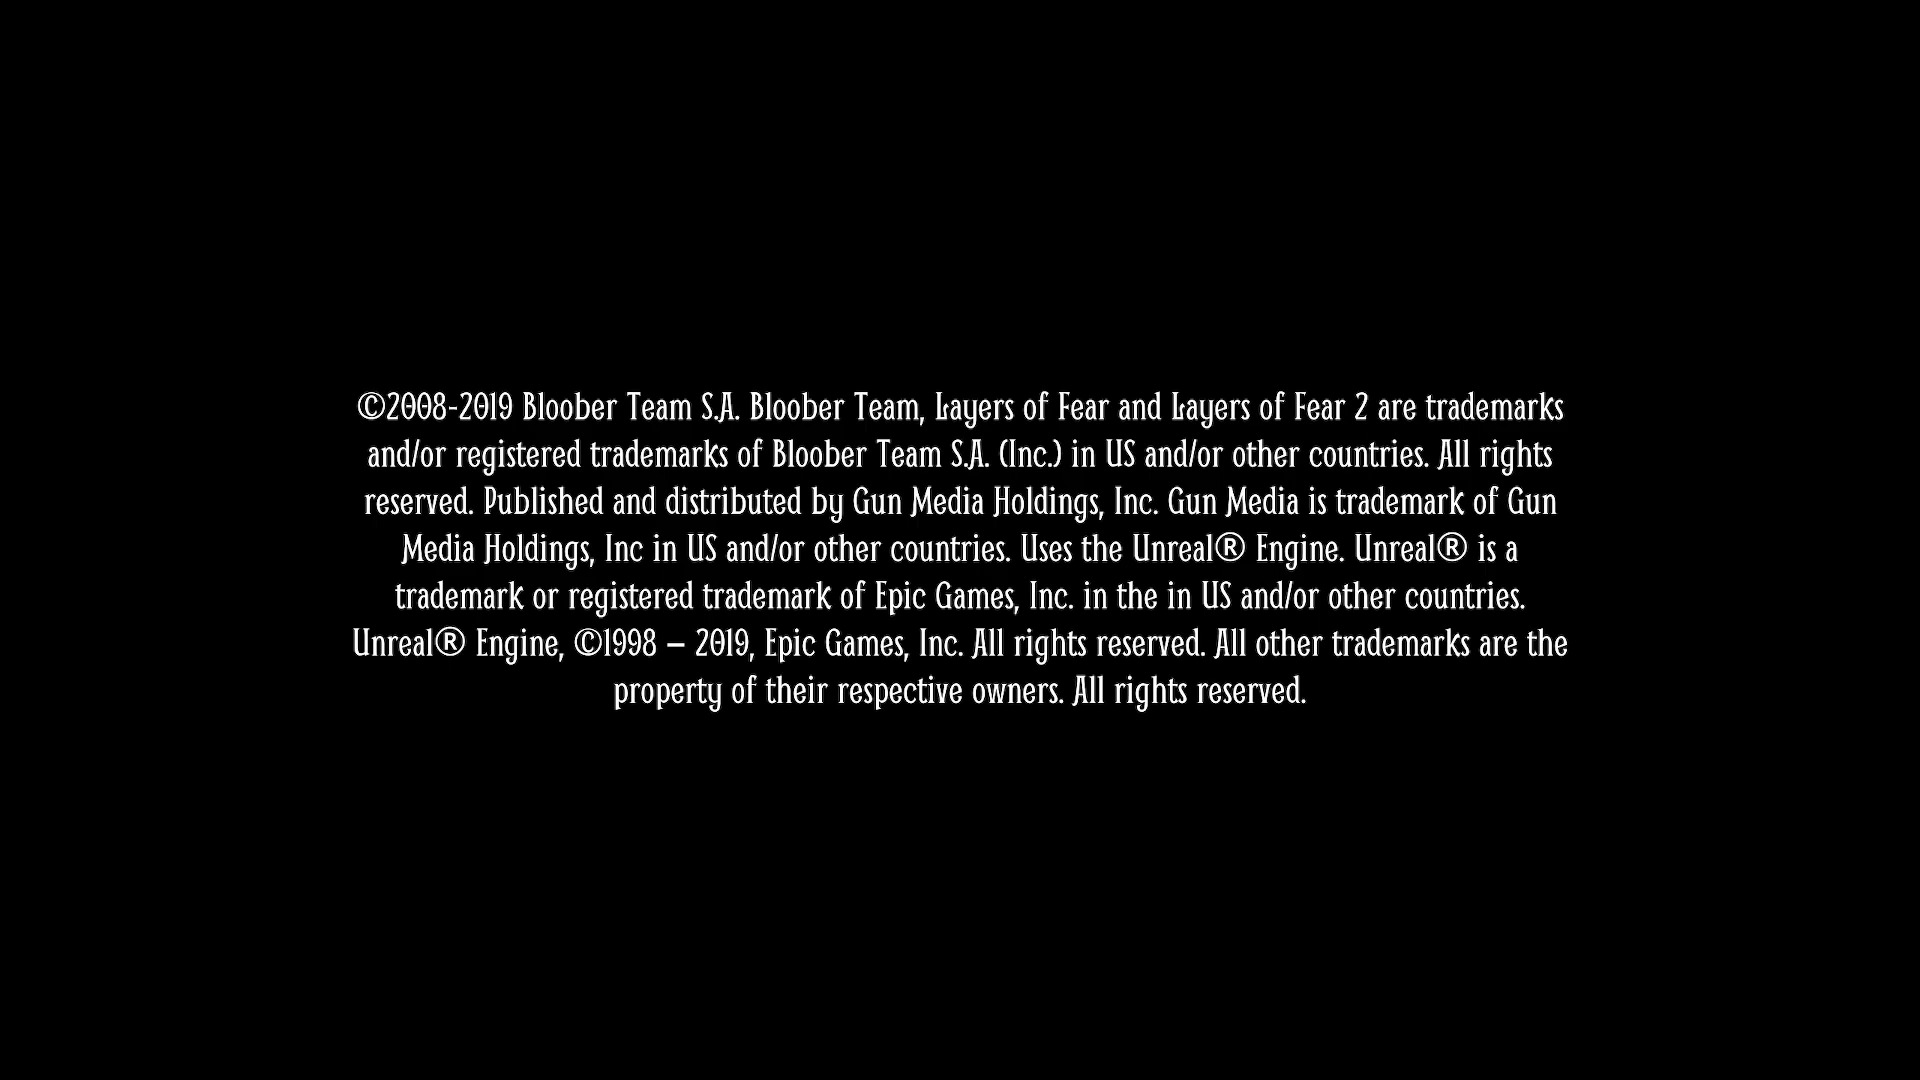 ©2008-2019 Bloober Team S.A. Bloober Team, Layers of Fear and Layers of Fear 2 are trademarks
and/or registered trademarks of Bloober Team S.A. (Inc.) in US and/or other countries. All rights
reserved. Published and distributed by Gun Media Holdings, Inc. Gun Media is trademark of Gun
Media Holdings, Inc in US and/or other countries. Uses the Unreal® Engine. Unreal® is a
trademark or registered trademark of Epic Games, Inc. in the in US and/or other countries.
Unreal® Engine, ©1998 – 2019, Epic Games, Inc. All rights reserved. All other trademarks are the
property of their respective owners. All rights reserved.